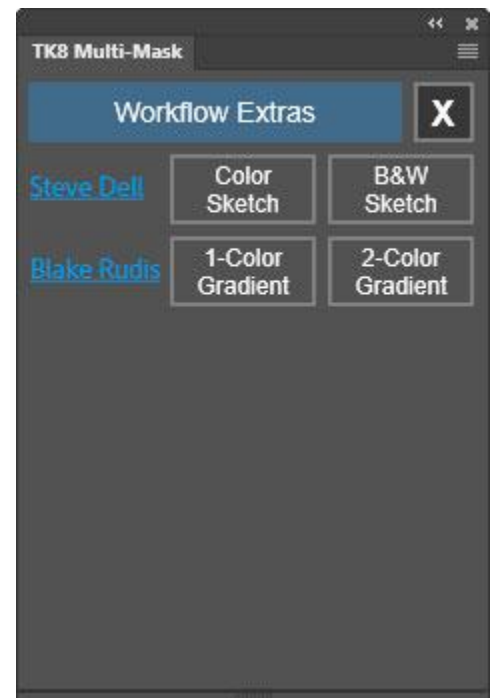 TK8 Multi-Mask
Workflow Extras
X
Steve Dell
Color
Sketch
B&W
Sketch
Blake Rudis
1-Color
Gradient
2-Color
Gradient